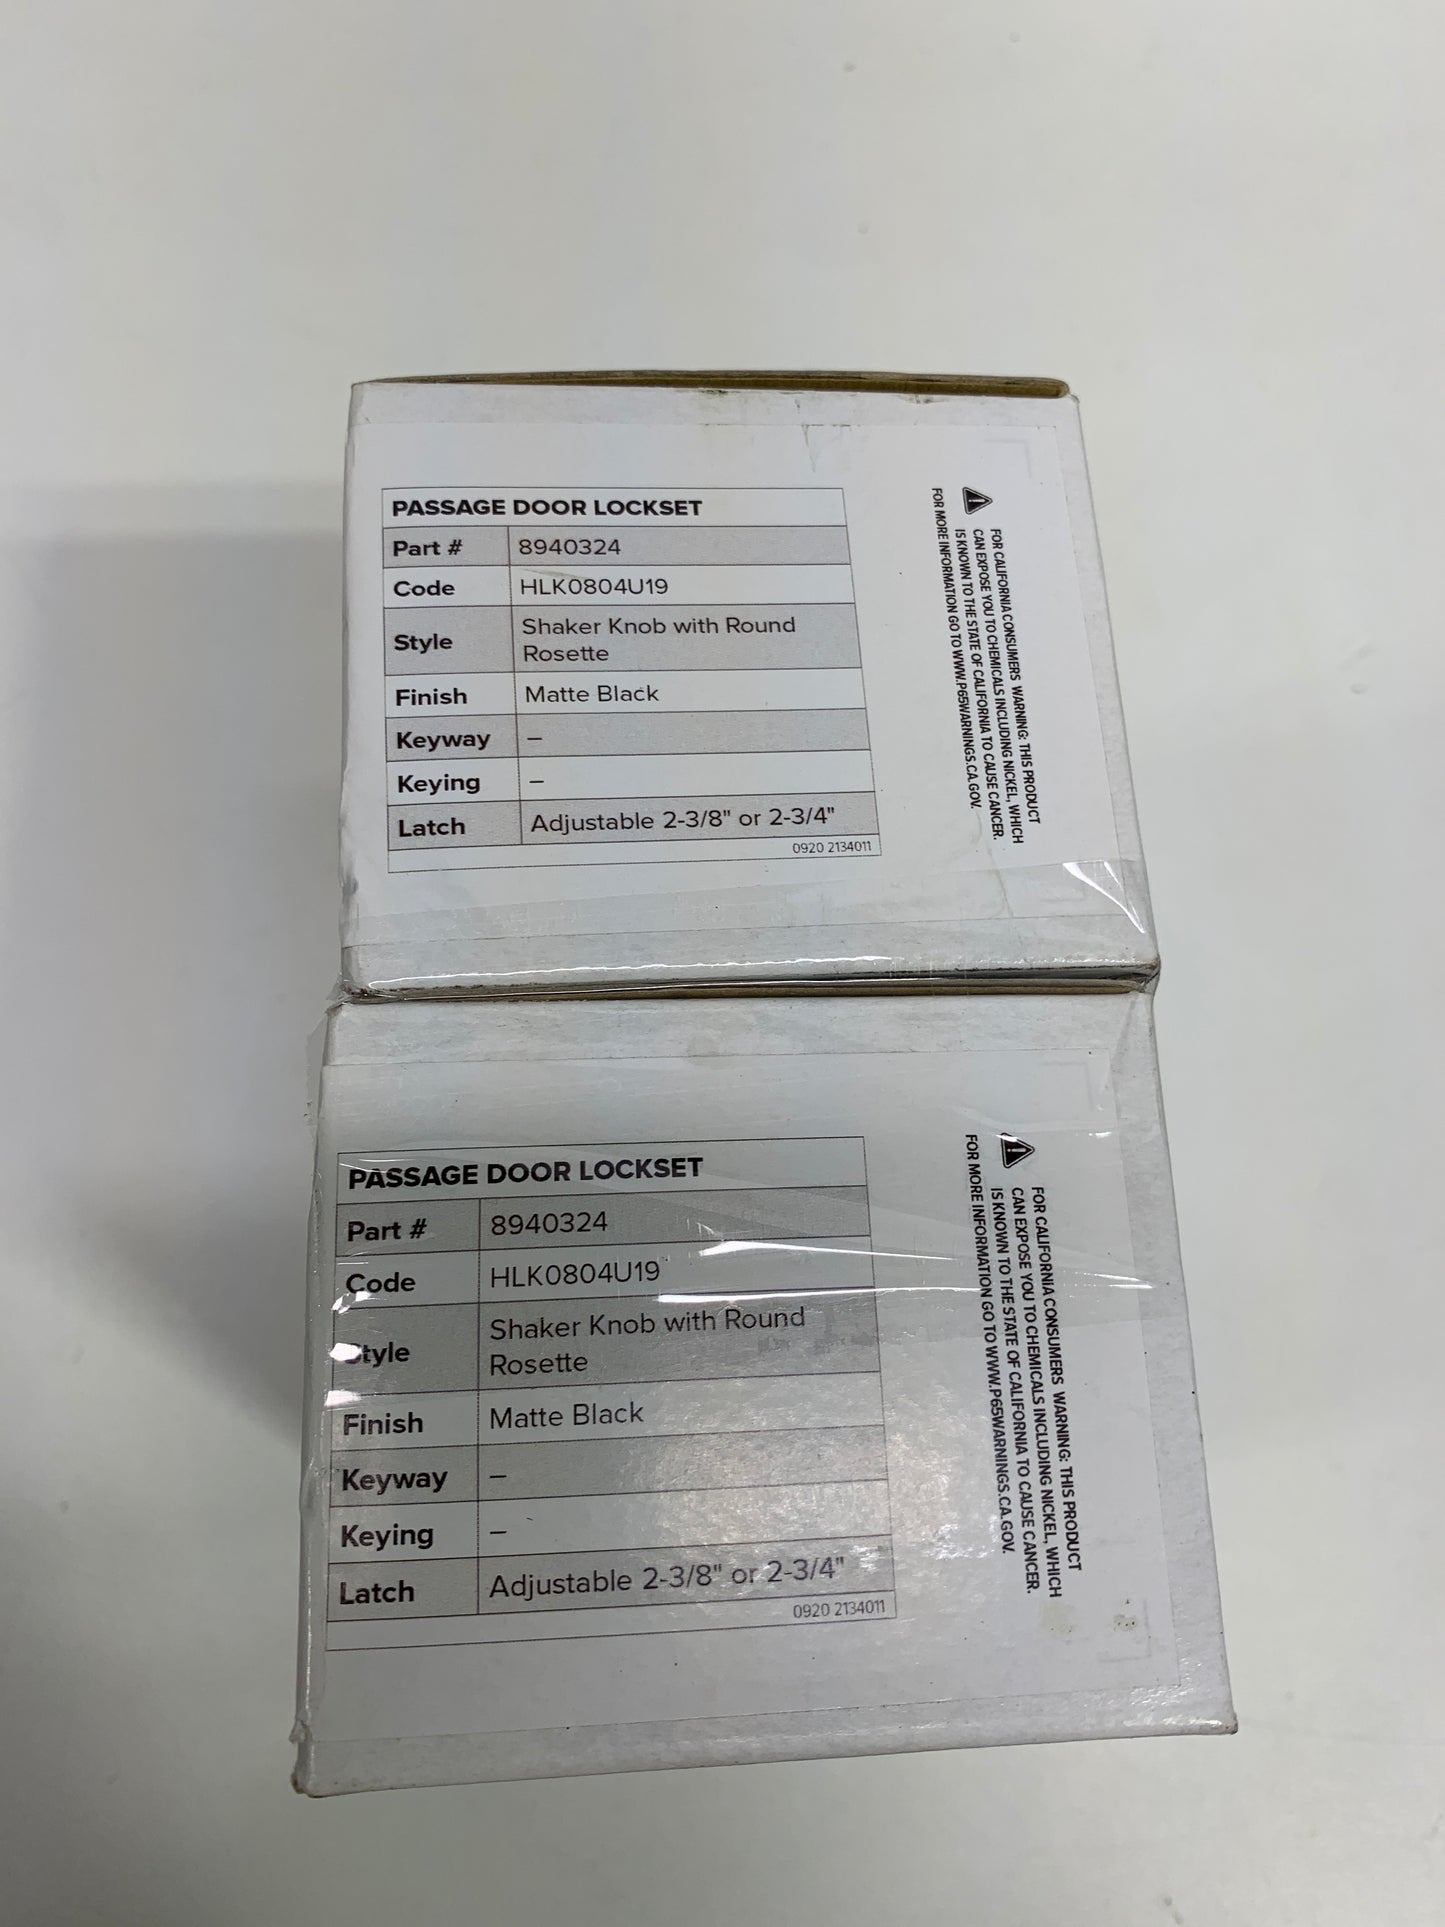 PASSAGE DOOR LOCKSET
Part # 8940324
Code HLK0804U19
Style Shaker Knob with Round
Rosette
Finish Matte Black
Keyway –
Keying –
Latch Adjustable 2-3/8" or 2-3/4"
0920 2134011
FOR CALIFORNIA CONSUMERS WARNING: THIS PRODUCT
CAN EXPOSE YOU TO CHEMICALS INCLUDING NICKEL, WHICH
IS KNOWN TO THE STATE OF CALIFORNIA TO CAUSE CANCER.
FOR MORE INFORMATION GO TO WWW.P65WARNINGS.CA.GOV.
PASSAGE DOOR LOCKSET
Part # 8940324
Code HLK0804U19
Style Shaker Knob with Round
Rosette
Finish Matte Black
Keyway –
Keying –
Latch Adjustable 2-3/8" or 2-3/4"
0920 2134011
FOR CALIFORNIA CONSUMERS WARNING: THIS PRODUCT
CAN EXPOSE YOU TO CHEMICALS INCLUDING NICKEL, WHICH
IS KNOWN TO THE STATE OF CALIFORNIA TO CAUSE CANCER.
FOR MORE INFORMATION GO TO WWW.P65WARNINGS.CA.GOV.